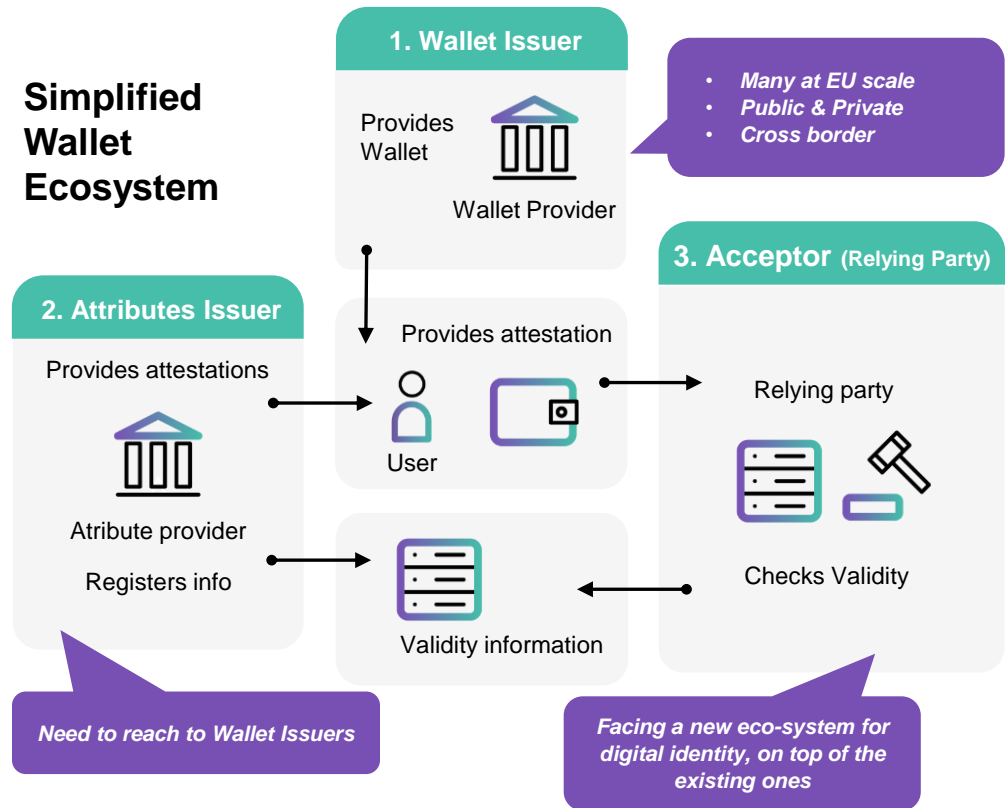 Simplified
Wallet
Ecosystem
1. Wallet Issuer
Provides
Wallet
Wallet Provider
• Many at EU scale
• Public & Private
• Cross border
2. Attributes Issuer
Provides attestations
Atribute provider
Registers info
Need to reach to Wallet Issuers
Provides attestation
User
Validity information
3. Acceptor (Relying Party)
Relying party
Checks Validity
Facing a new eco-system for
digital identity, on top of the
existing ones